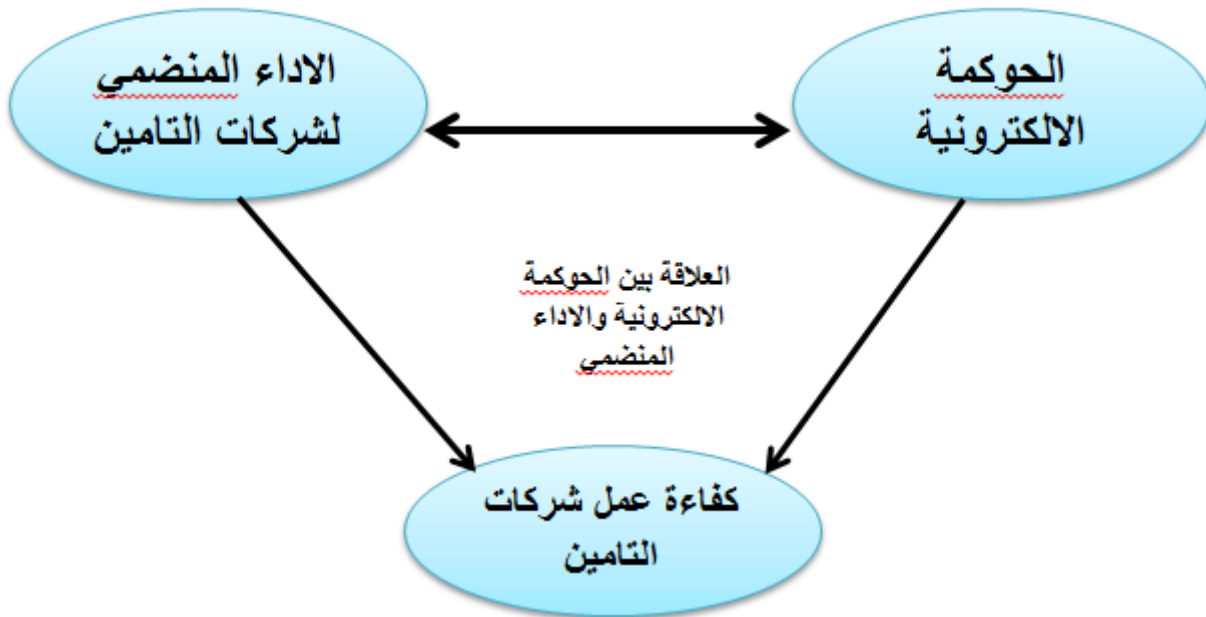 الحوكمة
الالكترونية
الاداء المنضمي
لشركات التامين
العلاقة بين الحوكمة
الالكترونية والاداء
المنضمي
كفاءة عمل شركات
التامين